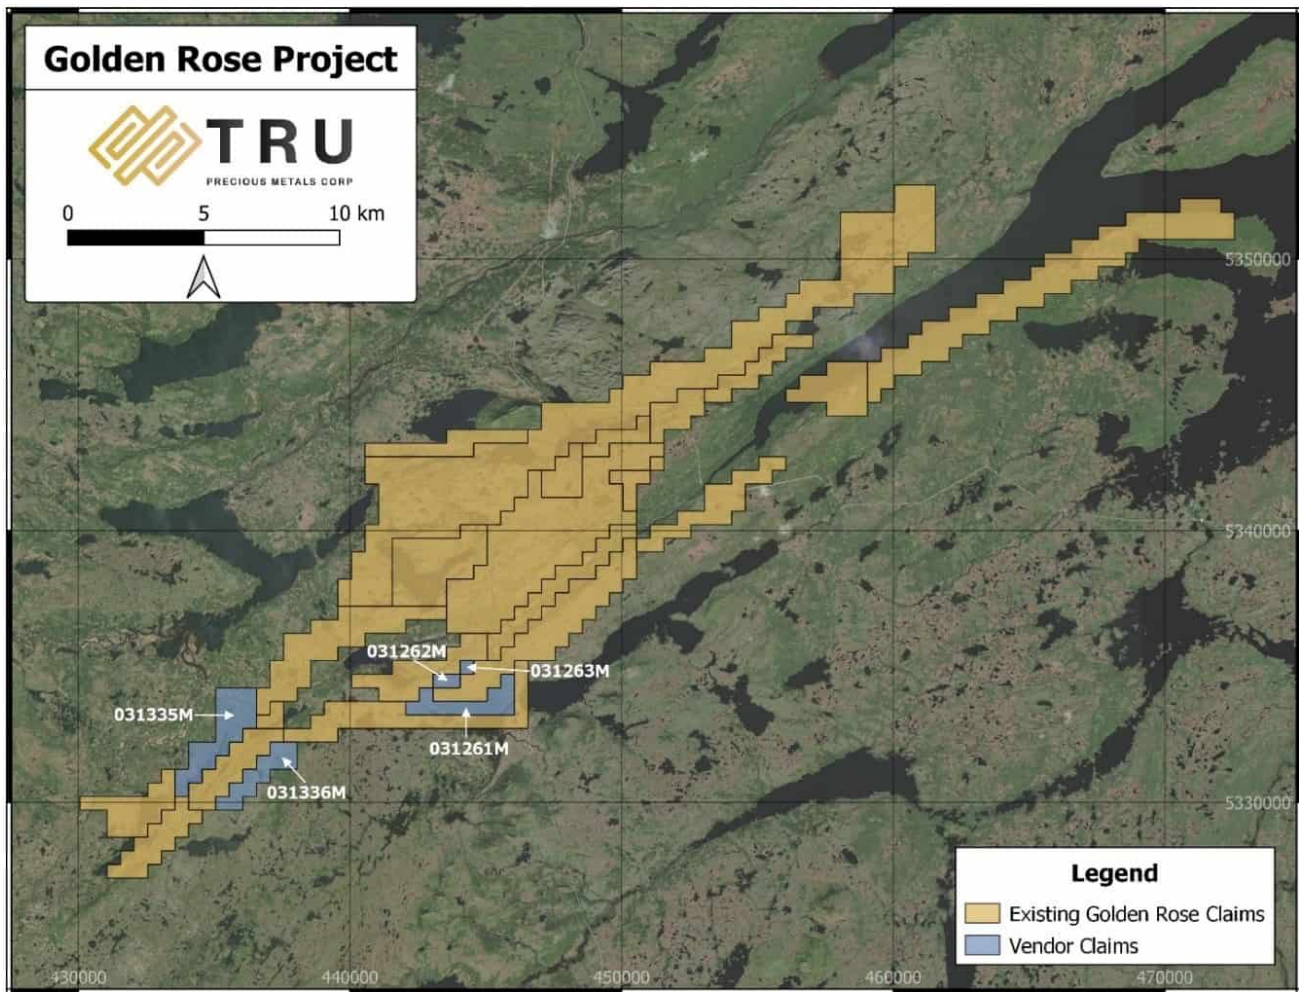 Golden Rose Project
TRU
PRECIOUS METALS CORP
0 5 10 km
5350000
5340000
031262M
031263M
031335M
031261M
031336M
5330000
Legend
Existing Golden Rose Claims
Vendor Claims
430000 440000 450000 460000 470000